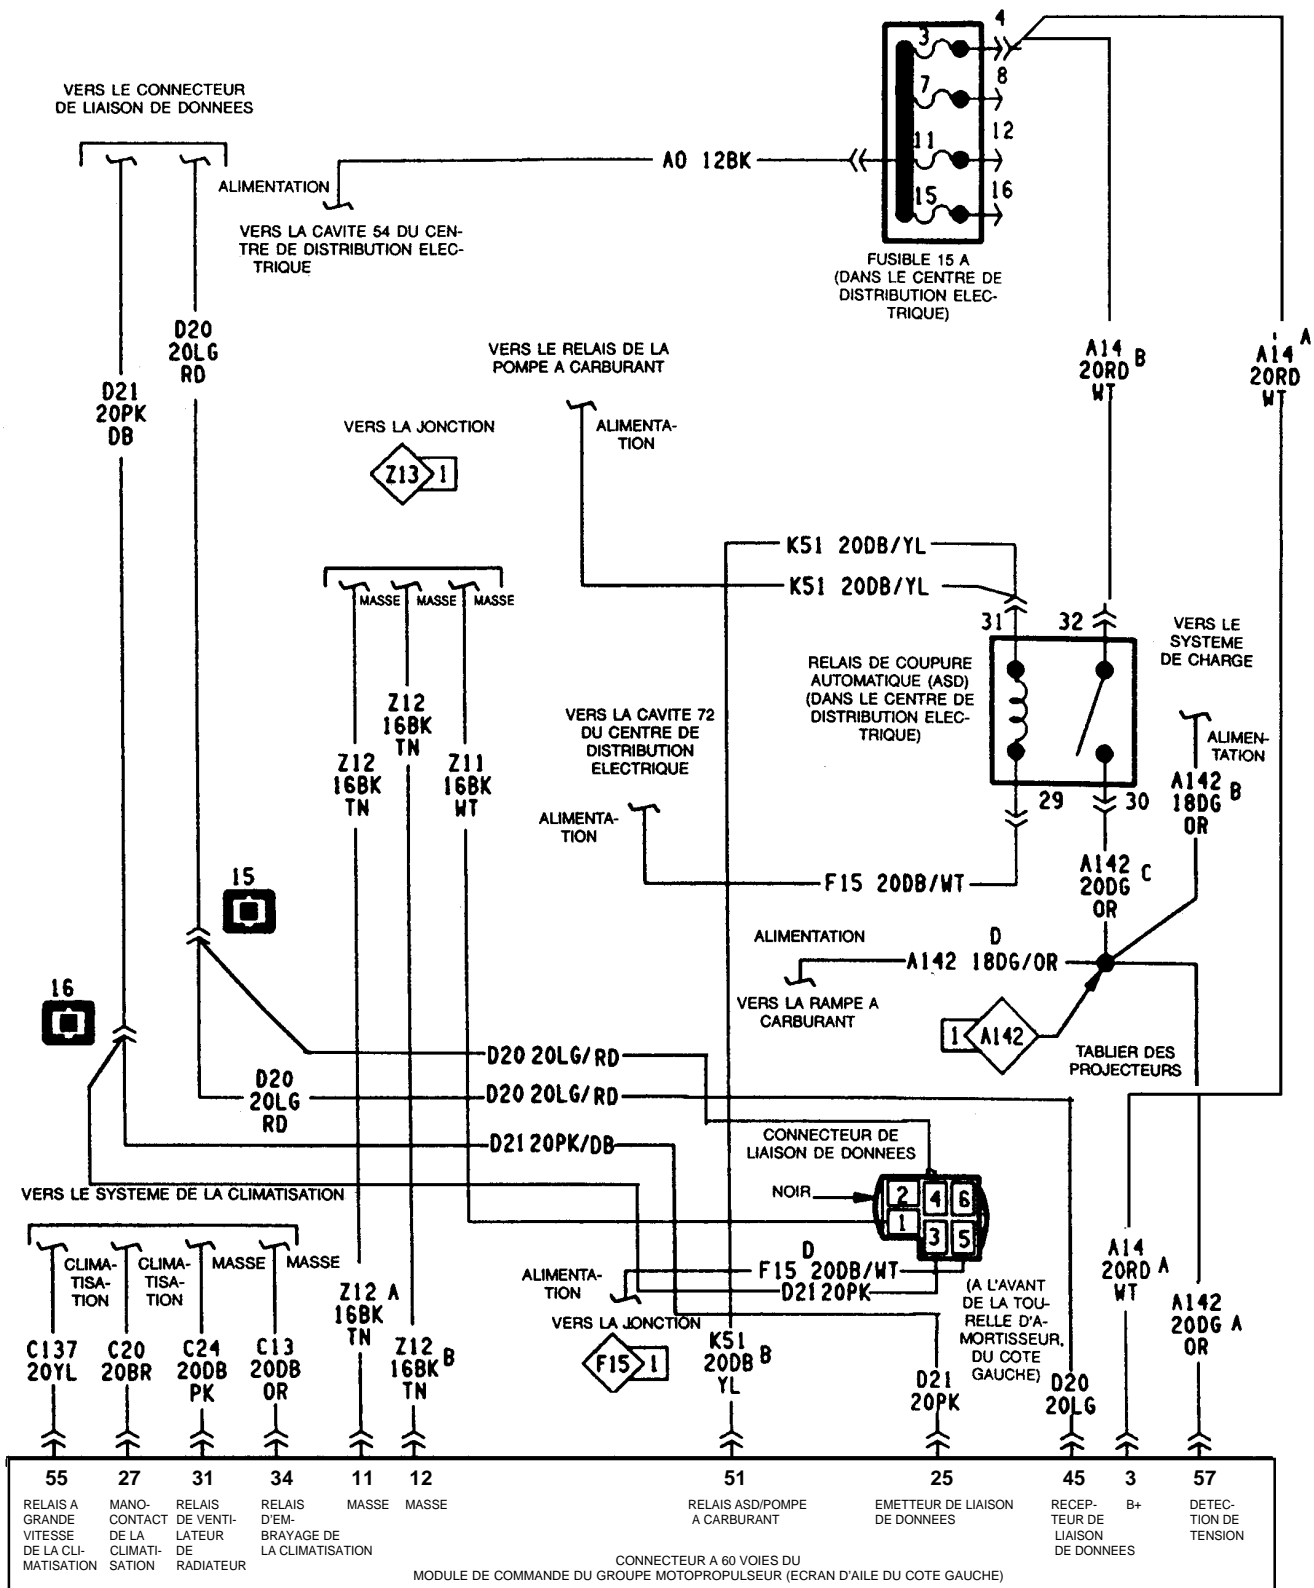 4
3
8
VERS LE CONNECTEUR
DE LIAISON DE DONNEES
7
12
11
A0 12BK
16
15
ALIMENTATION
VERS LA CAVITE 54 DU CEN-
TRE DE DISTRIBUTION ELEC-
TRIQUE
FUSIBLE 15 A
(DANS LE CENTRE DE
DISTRIBUTION ELEC-
TRIQUE)
D20
20LG
RD
D21
20PK
DB
VERS LE RELAIS DE LA
POMPE A CARBURANT
A14 B
20RD
WT
A
A14
20RD
WT
ALIMENTA-
TION
VERS LA JONCTION
Z13 1
K51 20DB/YL
K51 20DB/YL
MASSE MASSE MASSE
31 32
VERS LE
SYSTEME
DE CHARGE
RELAIS DE COUPURE
AUTOMATIQUE (ASD)
(DANS LE CENTRE DE
DISTRIBUTION ELEC-
TRIQUE)
Z12
16BK
TN
Z12
16BK
TN
Z11
16BK
WT
VERS LA CAVITE 72
DU CENTRE DE
DISTRIBUTION
ELECTRIQUE
ALIMEN-
TATION
A142
18DG B
OR
29 30
ALIMENTA-
TION
F15 20DB/WT
A142 C
20DG
OR
15
ALIMENTATION
D
A142 18DG/OR
VERS LA RAMPE A
CARBURANT
16
1 A142
TABLIER DES
PROJECTEURS
D20 20LG/RD
D20
20LG
RD
D20 20LG/RD
D21 20PK/DB
CONNECTEUR DE
LIAISON DE DONNEES
NOIR
2 4 6
1 3 5
VERS LE SYSTEME DE LA CLIMATISATION
CLIMA-
TISA-
TION
CLIMA-
TISA-
TION
MASSE MASSE
D
F15 20DB/WT
D21 20PK
ALIMENTA-
TION
VERS LA JONCTION
F15 1
(A L'AVANT
DE LA TOU-
RELLE D'A-
MORTISSEUR,
DU COTE
GAUCHE)
A14
20RD A
WT
A142
20DG A
OR
C137
20YL
C20
20BR
C24
20DB
PK
C13
20DB
OR
Z12 A
16BK
TN
Z12
16BK B
TN
K51
20DB B
YL
D21
20PK
D20
20LG
55 27 31 34 11 12 51 25 45 3 57
RELAIS A
GRANDE
VITESSE
DE LA CLI-
MATISATION
MANO-
CONTACT
DE LA
CLIMATI-
SATION
RELAIS
DE VENTI-
LATEUR
DE
RADIATEUR
RELAIS
D'EM-
BRAYAGE DE
LA CLIMATISATION
MASSE
MASSE
RELAIS ASD/POMPE
A CARBURANT
EMETTEUR DE LIAISON
DE DONNEES
RECEP-
TEUR DE
LIAISON
DE DONNEES
B+
DETEC-
TION DE
TENSION
CONNECTEUR A 60 VOIES DU
MODULE DE COMMANDE DU GROUPE MOTOPROPULSEUR (ECRAN D'AILE DU COTE GAUCHE)